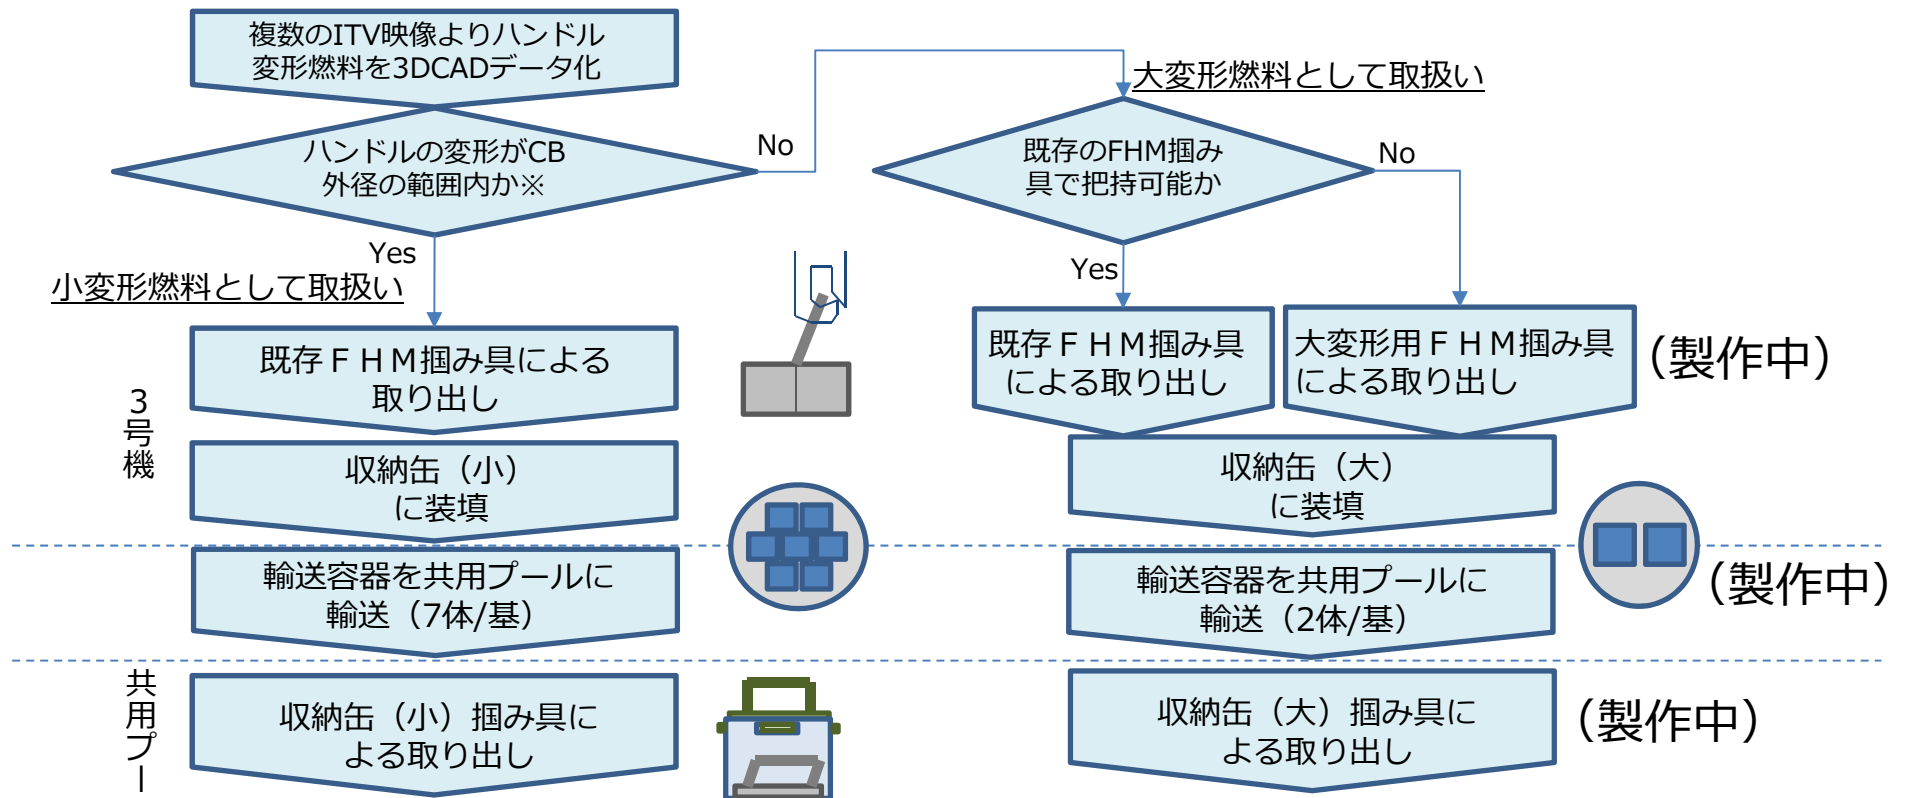 複数のITV映像よりハンドル
変形燃料を3DCADデータ化
ハンドルの変形がCB
外径の範囲内か※
No
Yes
小変形燃料として取扱い
大変形燃料として取扱い
既存のFHM掴み
具で把持可能か
No
Yes
既存ＦＨＭ掴み具による
取り出し
既存ＦＨＭ掴み具
による取り出し
大変形用ＦＨＭ掴み具
による取り出し
（製作中）
3号機
収納缶（小）
に装填
収納缶（大）
に装填
輸送容器を共用プールに
輸送（7体/基）
輸送容器を共用プールに
輸送（2体/基）
（製作中）
共用プー
収納缶（小）掴み具に
よる取り出し
収納缶（大）掴み具に
よる取り出し
（製作中）